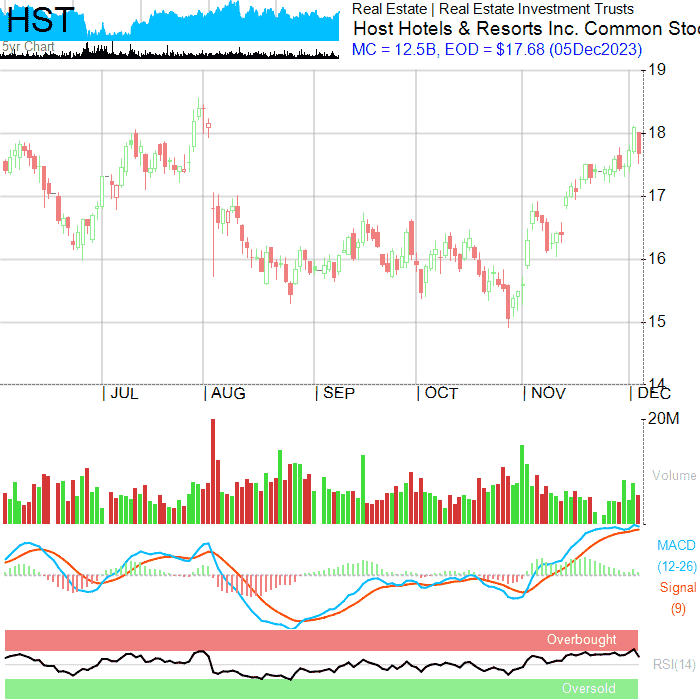 HST
5yr Chart
Real Estate | Real Estate Investment Trusts
Host Hotels & Resorts Inc. Common Stoc
MC = 12.5B, EOD = $17.68 (05Dec2023)
19
18
17
16
15
14
| JUL | AUG | SEP | OCT | NOV | DEC
20M
Volume
MACD
(12-26)
Signal
(9)
Overbought
RSI(14)
Oversold